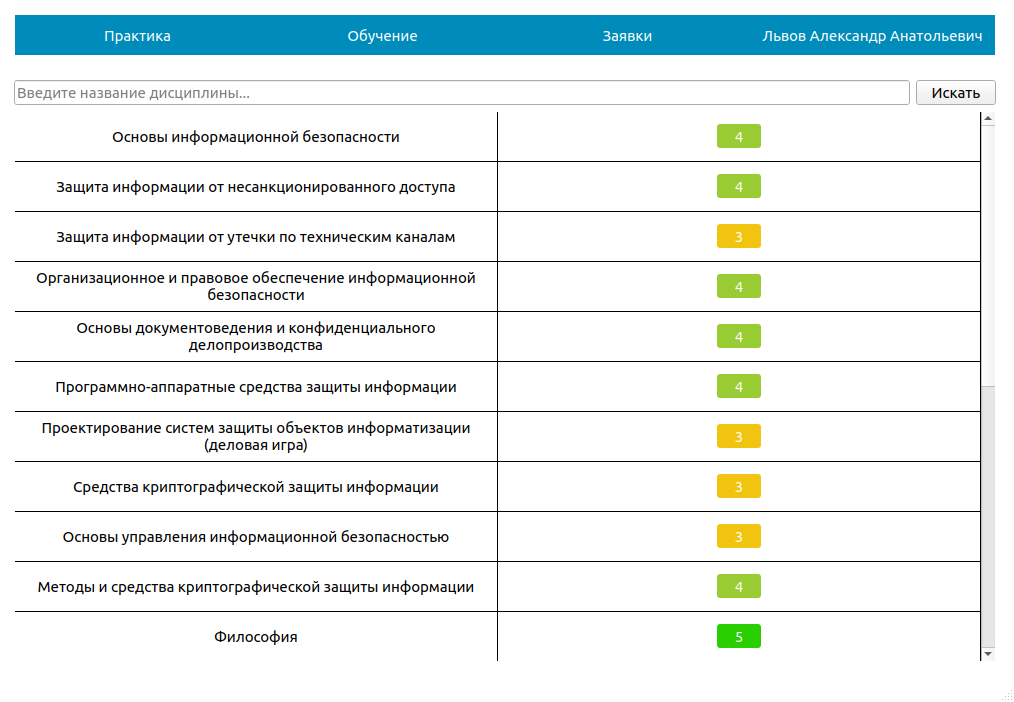 Практика Обучение Заявки Львов Александр Анатольевич
Введите название дисциплины... Искать
Основы информационной безопасности 4
Защита информации от несанкционированного доступа 4
Защита информации от утечки по техническим каналам 3
Организационное и правовое обеспечение информационной
безопасности 4
Основы документоведения и конфиденциального
делопроизводства 4
Программно-аппаратные средства защиты информации 4
Проектирование систем защиты объектов информатизации
(деловая игра) 3
Средства криптографической защиты информации 3
Основы управления информационной безопасностью 3
Методы и средства криптографической защиты информации 4
Философия 5